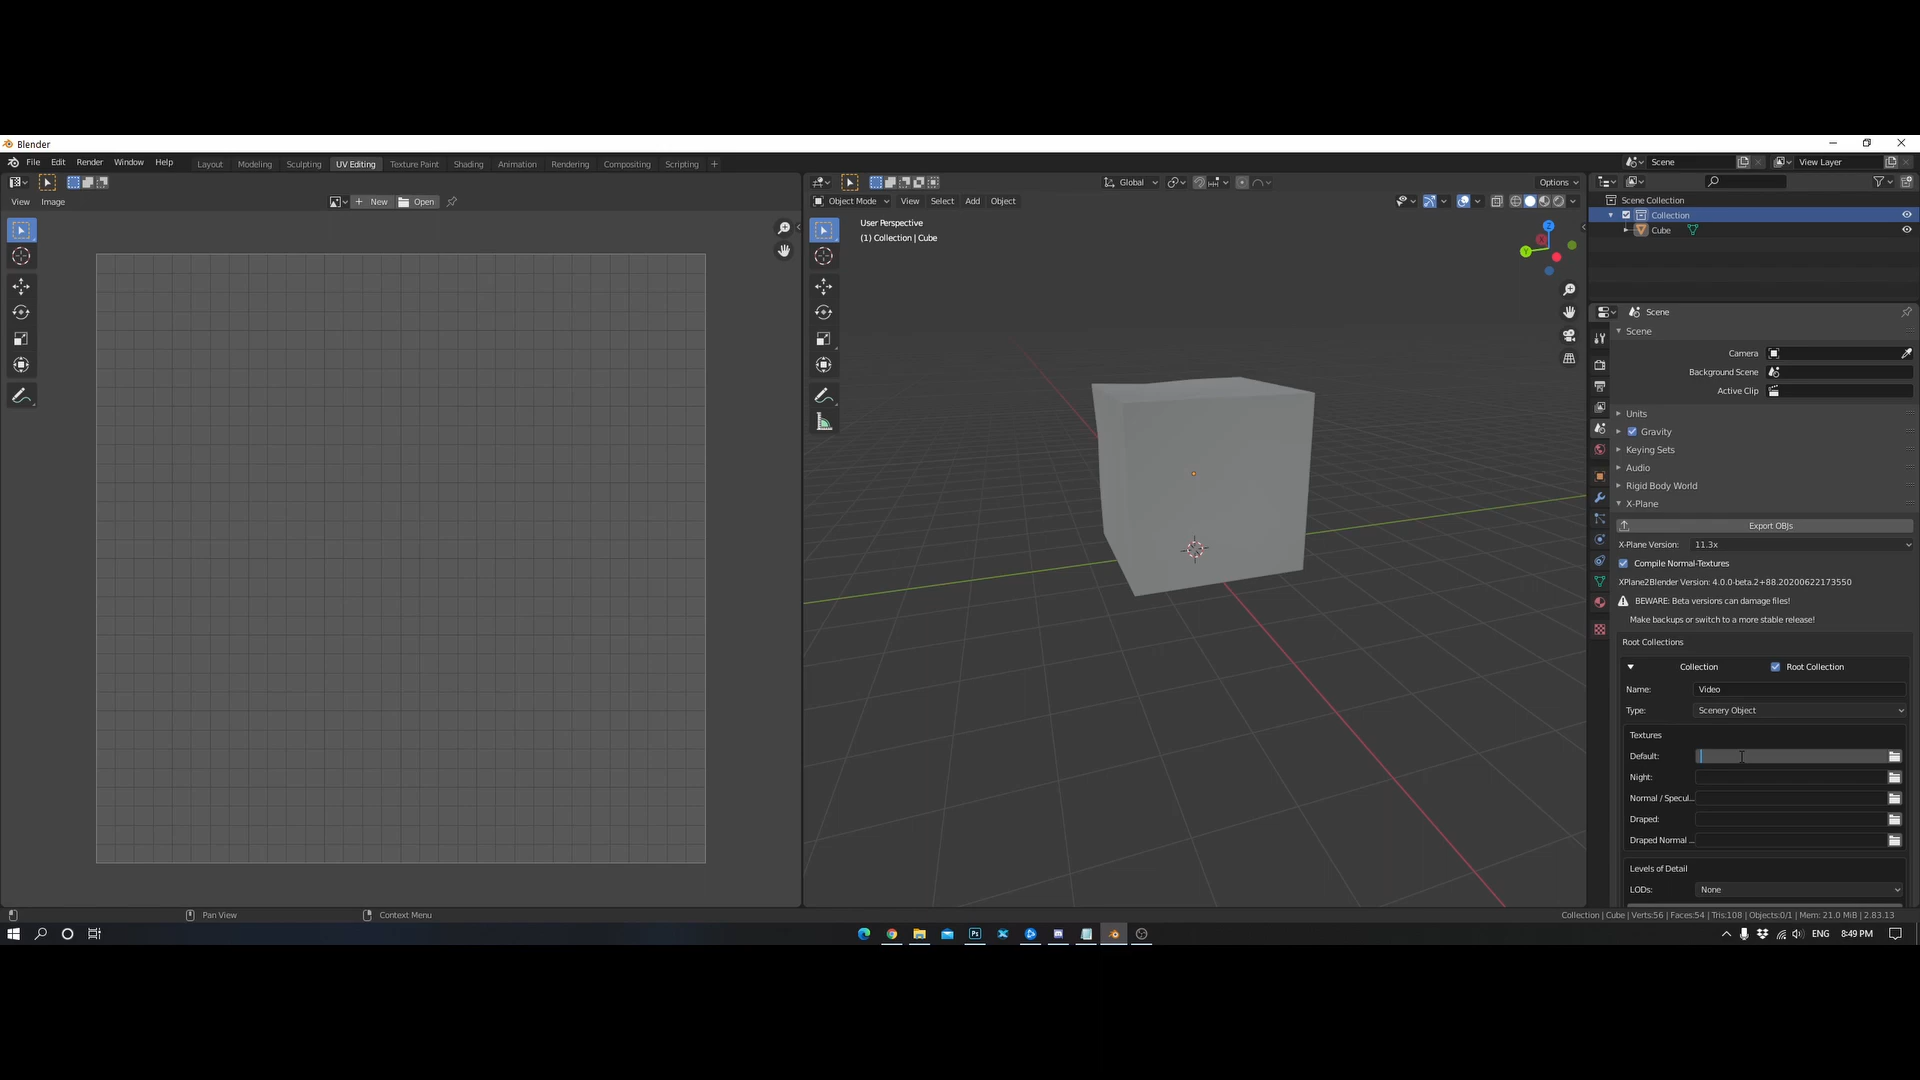 Blender
File Edit Render Window Help
Layout Modeling Sculpting UV Editing Texture Paint Shading Animation Rendering Compositing Scripting +
Scene
View Layer
View Image
New Open
Global
Options
Object Mode View Select Add Object
User Perspective
(1) Collection | Cube
Y
Z
Scene Collection
Collection
Cube
Scene
Scene
Camera
Background Scene
Active Clip
Units
Gravity
Keying Sets
Audio
Rigid Body World
X-Plane
Export OBJs
X-Plane Version: 11.3x
Compile Normal-Textures
XPlane2Blender Version: 4.0.0-beta.2+88.20200622173550
BEWARE: Beta versions can damage files!
Make backups or switch to a more stable release!
Root Collections
Collection Root Collection
Name: Video
Type: Scenery Object
Textures
Default:
Night:
Normal / Specul...
Draped:
Draped Normal ...
Levels of Detail
LODs: None
Pan View
Context Menu
Collection | Cube | Verts:56 | Faces:54 | Tris:108 | Objects:0/1 | Mem: 21.0 MiB | 2.83.13
Ps
ENG 8:49 PM